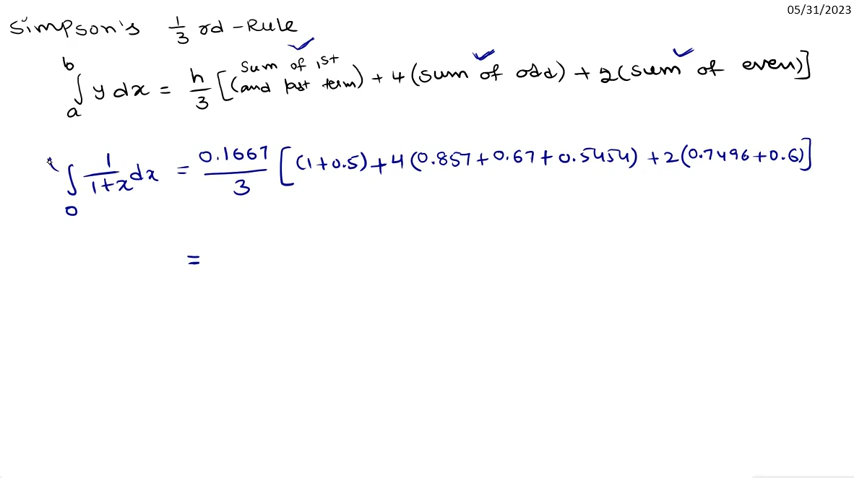 05/31/2023
Simpson's 1/3 rd-Rule
∫_a^b y dx = h/3 [(Sum of 1st and last term) + 4 (sum of odd) + 2(sum of even)]
∫_0^1 1/(1+x) dx = 0.1667/3 [(1+0.5)+4(0.857+0.67+0.5454)+2(0.7496+0.6)]
=